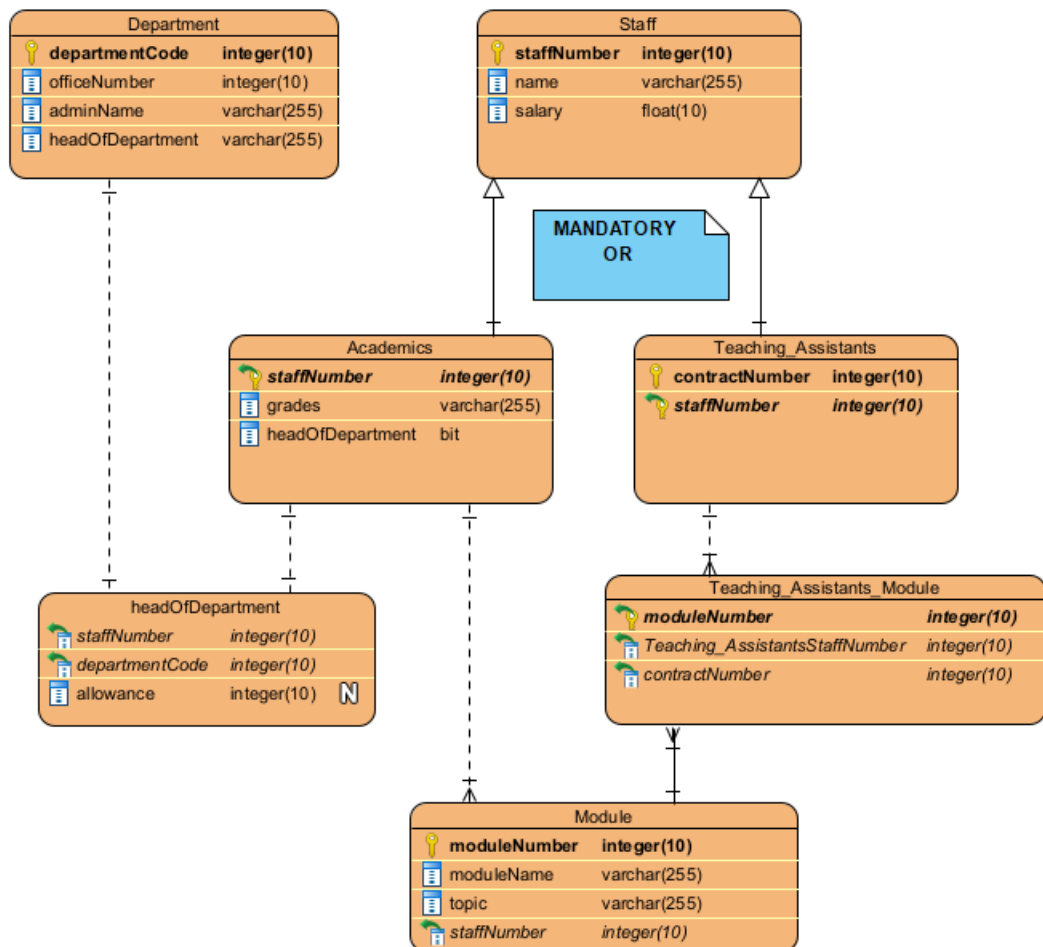 Department
departmentCode integer(10)
officeNumber integer(10)
adminName varchar(255)
headOfDepartment varchar(255)
Staff
staffNumber integer(10)
name varchar(255)
salary float(10)
MANDATORY
OR
Academics
staffNumber integer(10)
grades varchar(255)
headOfDepartment bit
Teaching_Assistants
contractNumber integer(10)
staffNumber integer(10)
headOfDepartment
staffNumber integer(10)
departmentCode integer(10)
allowance integer(10) N
Teaching_Assistants_Module
moduleNumber integer(10)
Teaching_AssistantsStaffNumber integer(10)
contractNumber integer(10)
Module
moduleNumber integer(10)
moduleName varchar(255)
topic varchar(255)
staffNumber integer(10)